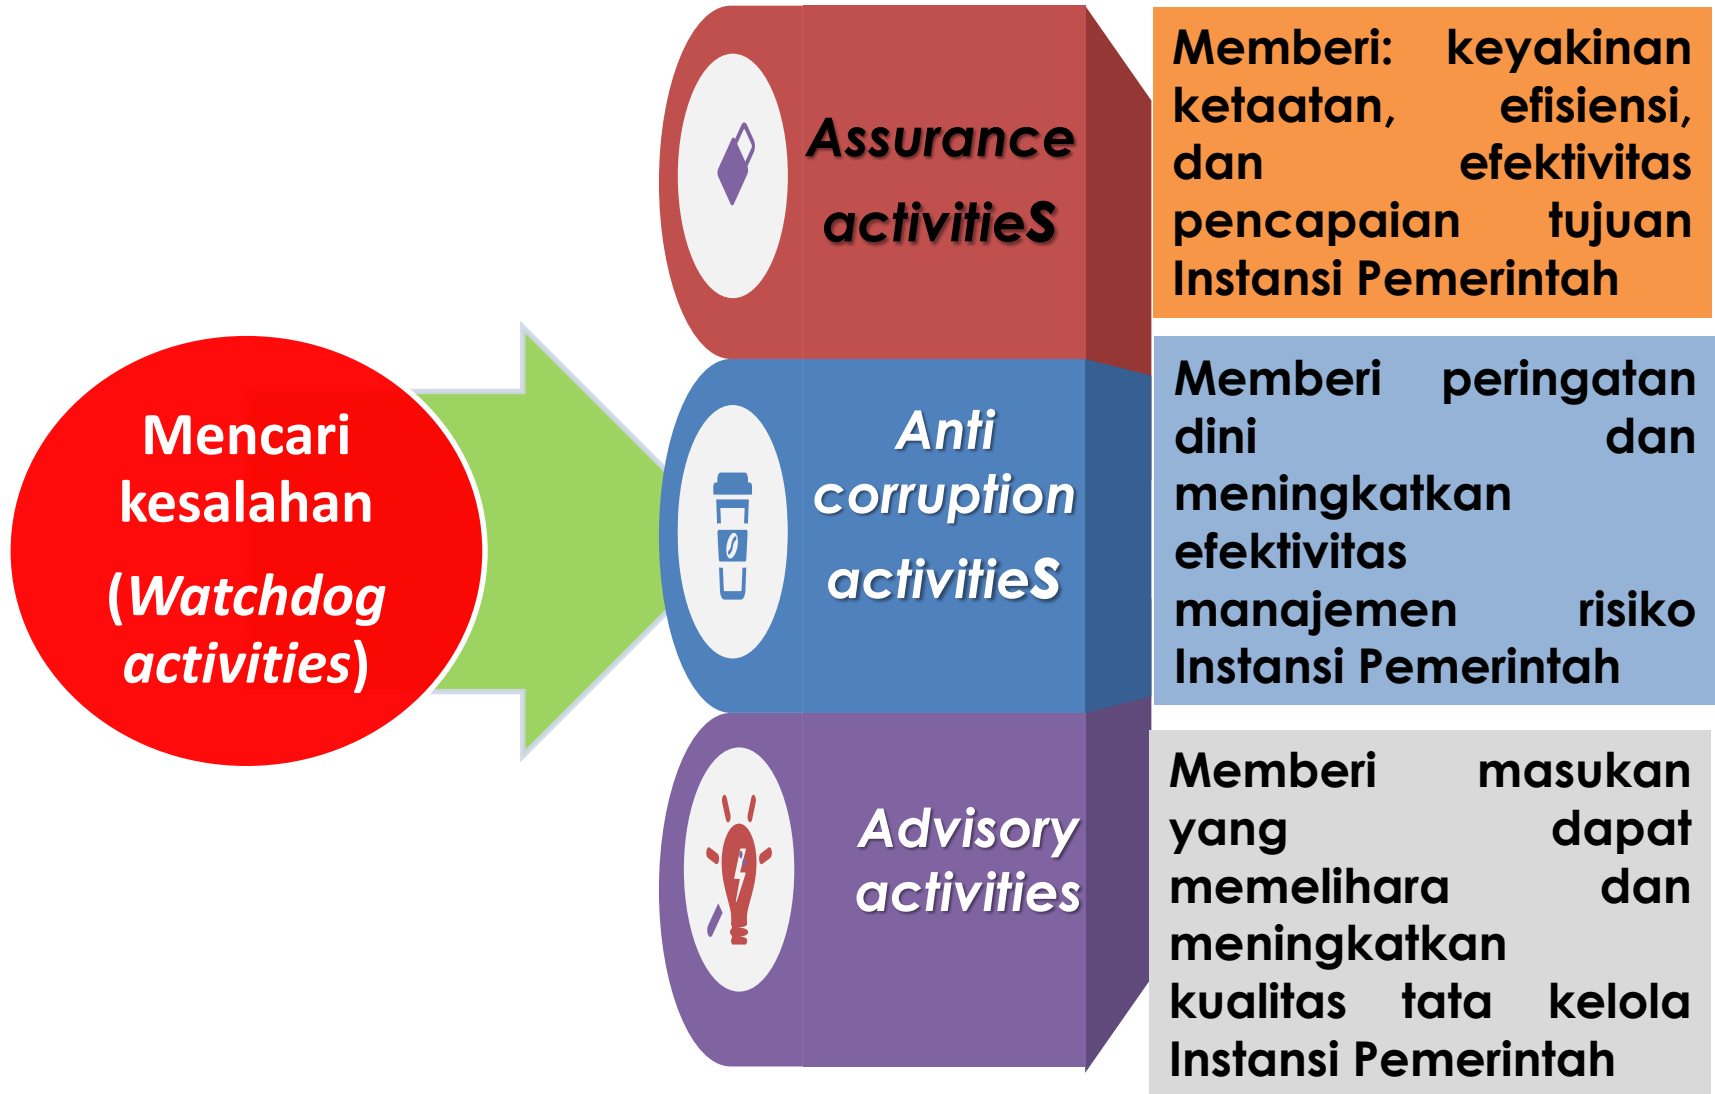 Mencari
kesalahan
(Watchdog
activities)
Assurance
activities
Memberi: keyakinan
ketaatan, efisiensi,
dan efektivitas
pencapaian tujuan
Instansi Pemerintah
Anti
corruption
activities
Memberi peringatan
dini dan
meningkatkan
efektivitas
manajemen risiko
Instansi Pemerintah
Advisory
activities
Memberi masukan
yang dapat
memelihara dan
meningkatkan
kualitas tata kelola
Instansi Pemerintah